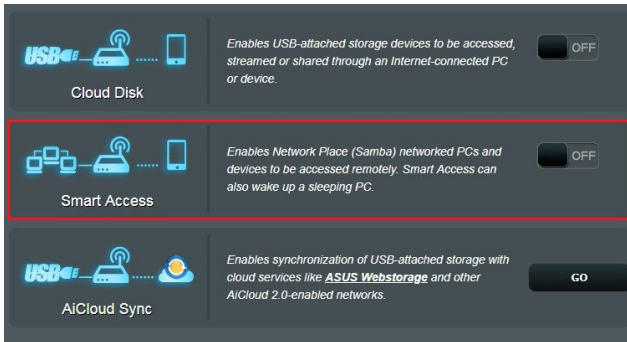 Enables USB-attached storage devices to be accessed,
streamed or shared through an Internet-connected PC
or device.
OFF
USB
Cloud Disk
Enables Network Place (Samba) networked PCs and
devices to be accessed remotely. Smart Access can
also wake up a sleeping PC.
OFF
Smart Access
Enables synchronization of USB-attached storage with
cloud services like ASUS Webstorage and other
AiCloud 2.0-enabled networks.
GO
USB
AiCloud Sync